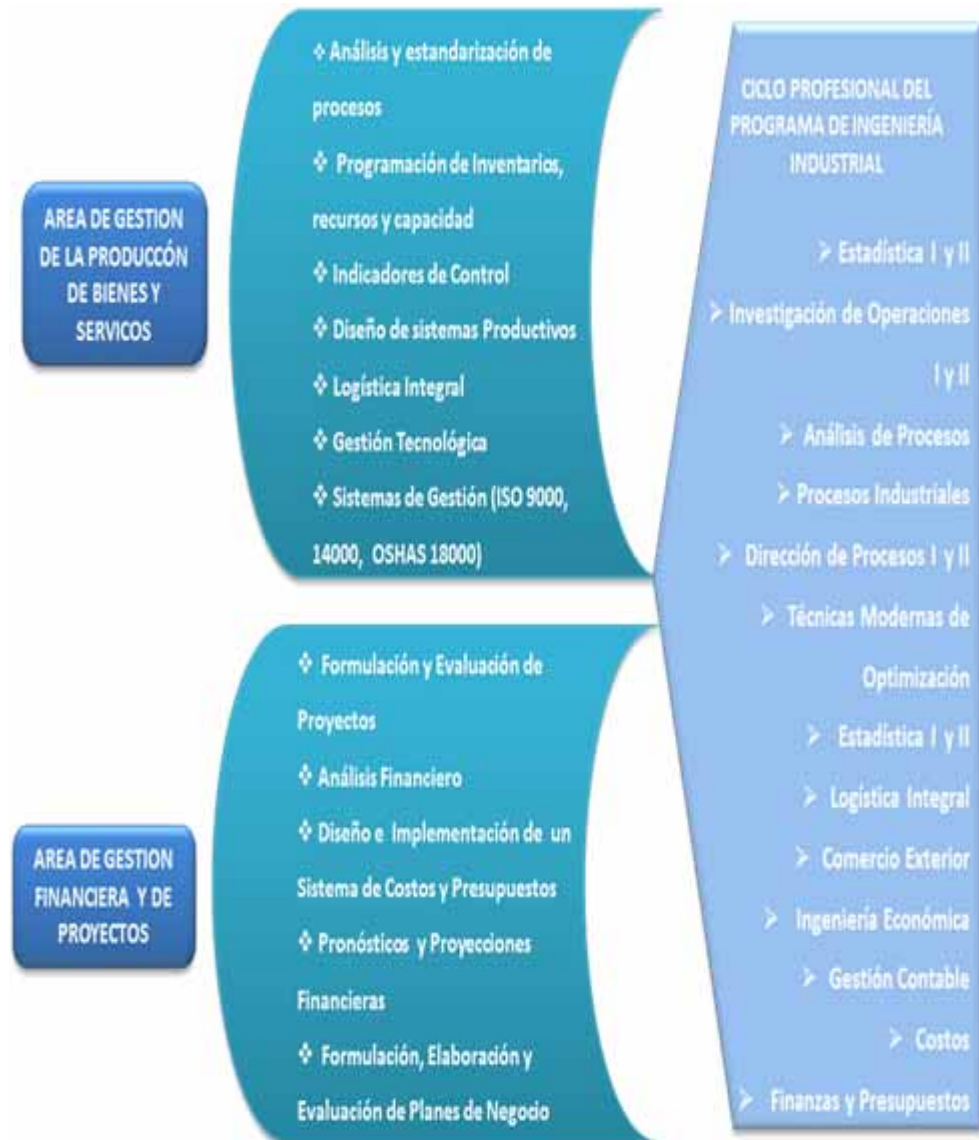 AREA DE GESTION
DE LA PRODUCCÓN
DE BIENES Y
SERVICOS
❖ Análisis y estandarización de
procesos
❖ Programación de Inventarios,
recursos y capacidad
❖ Indicadores de Control
❖ Diseño de sistemas Productivos
❖ Logística Integral
❖ Gestión Tecnológica
❖ Sistemas de Gestión (ISO 9000,
14000, OSHAS 18000)
AREA DE GESTION
FINANCIERA Y DE
PROYECTOS
❖ Formulación y Evaluación de
Proyectos
❖ Análisis Financiero
❖ Diseño e Implementación de un
Sistema de Costos y Presupuestos
❖ Pronósticos y Proyecciones
Financieras
❖ Formulación, Elaboración y
Evaluación de Planes de Negocio
CICLO PROFESIONAL DEL
PROGRAMA DE INGENIERÍA
INDUSTRIAL
➢ Estadística I y II
➢ Investigación de Operaciones
I y II
➢ Análisis de Procesos
➢ Procesos Industriales
➢ Dirección de Procesos I y II
➢ Técnicas Modernas de
Optimización
➢ Estadística I y II
➢ Logística Integral
➢ Comercio Exterior
➢ Ingeniería Económica
➢ Gestión Contable
➢ Costos
➢ Finanzas y Presupuestos